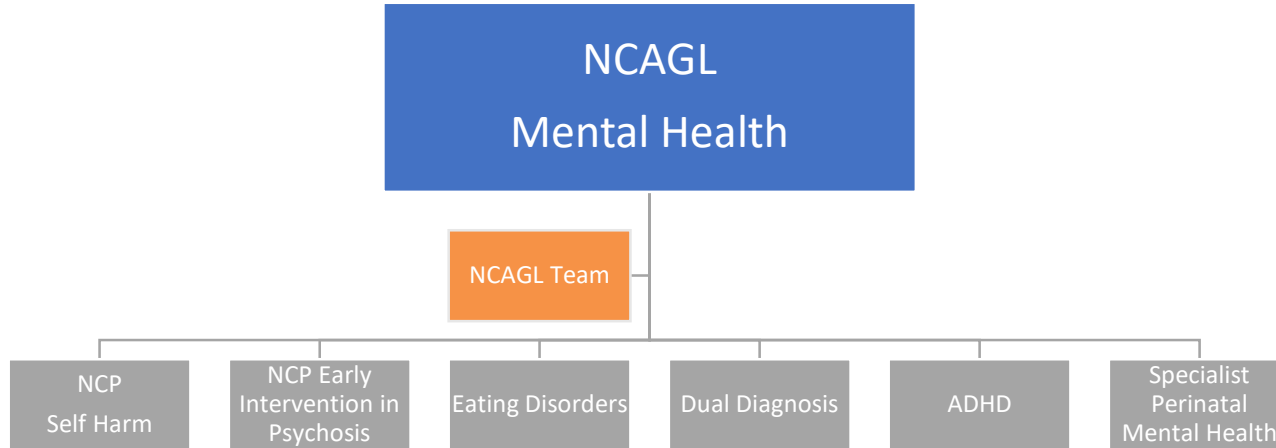 NCAGL
Mental Health
NCAGL Team
NCP
Self Harm
NCP Early
Intervention in
Psychosis
Eating Disorders
Dual Diagnosis
ADHD
Specialist
Perinatal
Mental Health